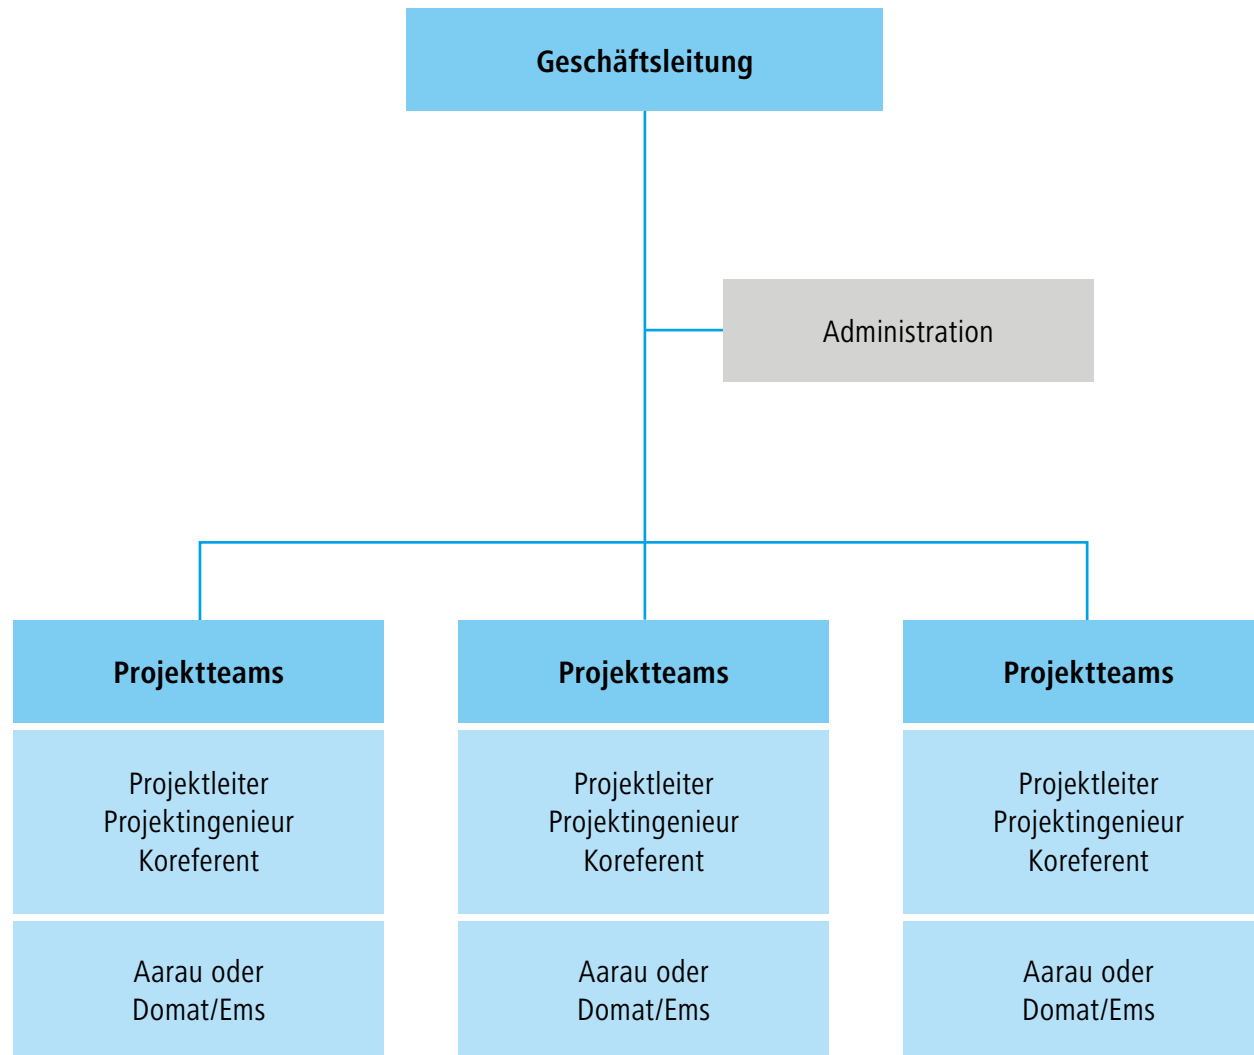 Geschäftsleitung
Administration
Projektteams
Projektleiter
Projektingenieur
Koreferent
Aarau oder
Domat/Ems
Projektteams
Projektleiter
Projektingenieur
Koreferent
Aarau oder
Domat/Ems
Projektteams
Projektleiter
Projektingenieur
Koreferent
Aarau oder
Domat/Ems